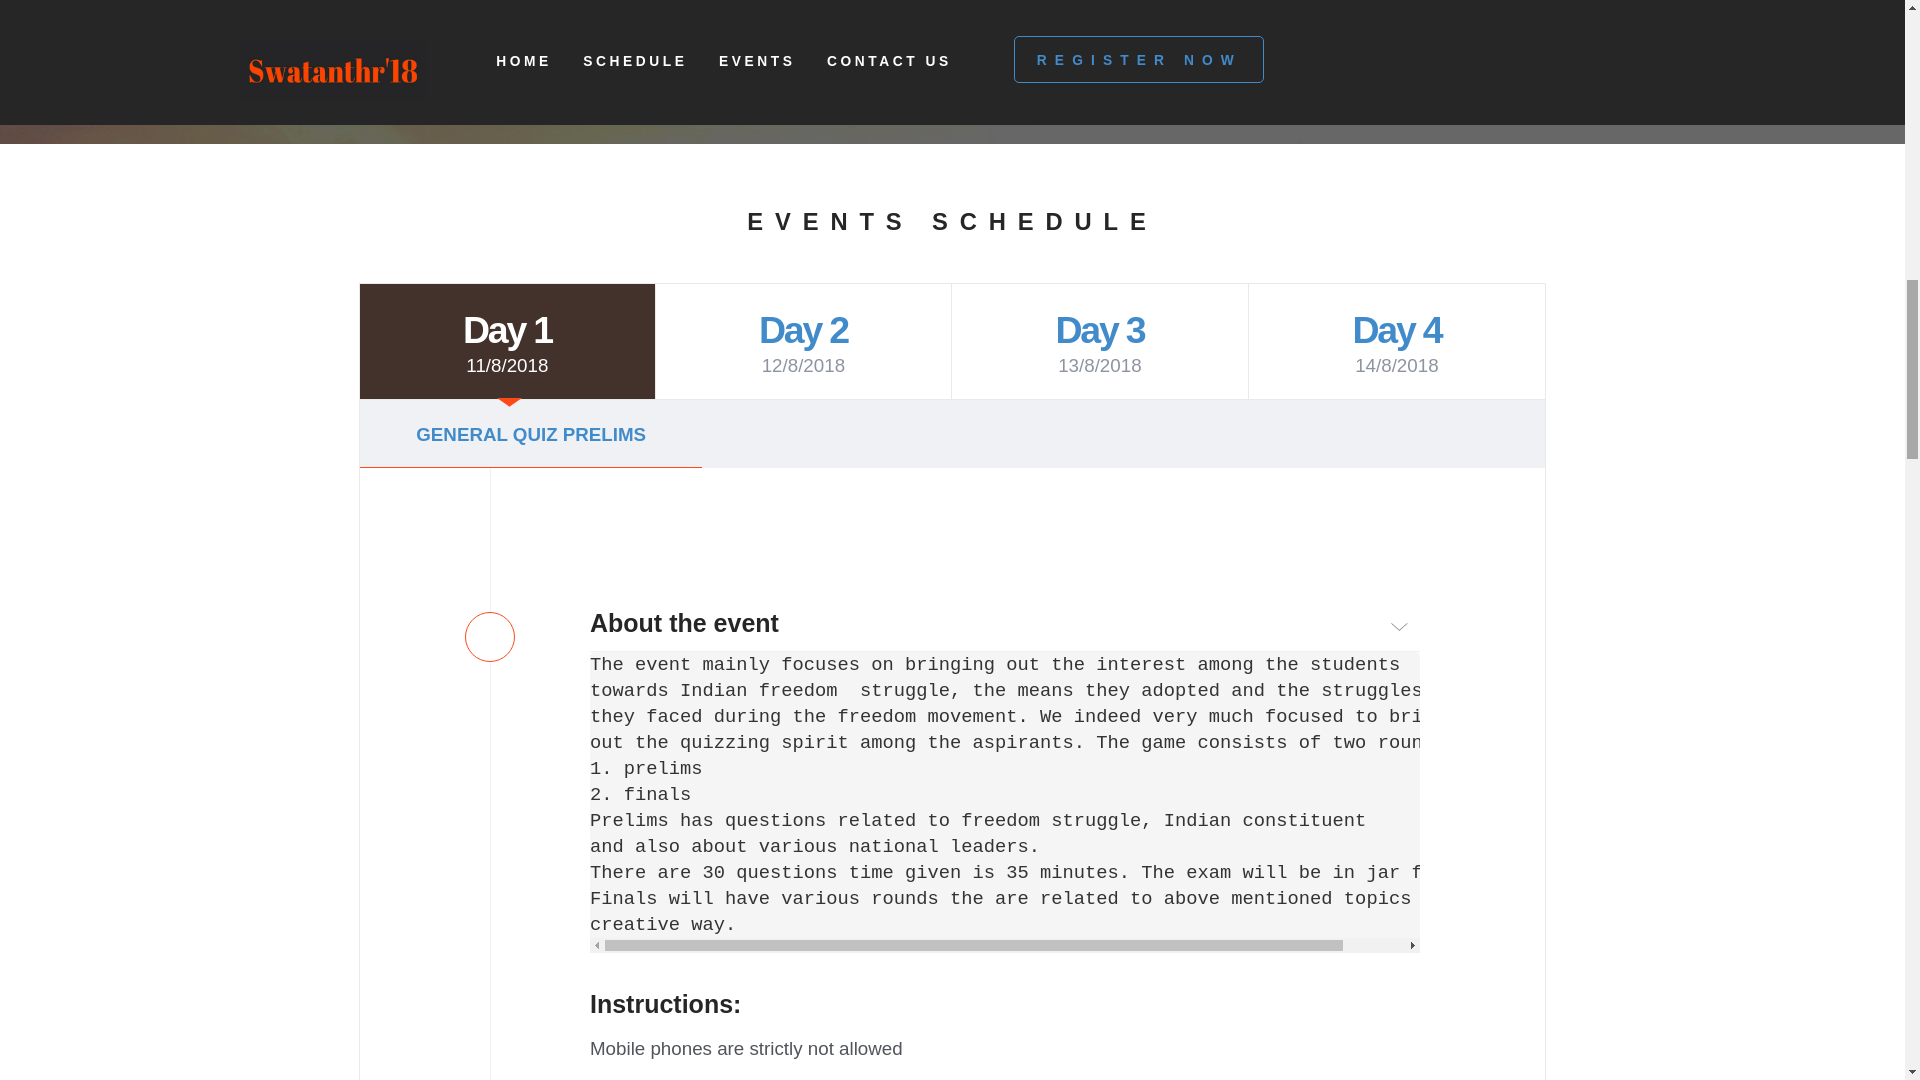 Swatanthr'18
HOME SCHEDULE EVENTS CONTACT US REGISTER NOW
EVENTS SCHEDULE
Day 1 Day 2 Day 3 Day 4
11/8/2018 12/8/2018 13/8/2018 14/8/2018
GENERAL QUIZ PRELIMS
About the event
The event mainly focuses on bringing out the interest among the students
towards Indian freedom  struggle, the means they adopted and the struggles
they faced during the freedom movement. We indeed very much focused to bri
out the quizzing spirit among the aspirants. The game consists of two roun
1. prelims
2. finals
Prelims has questions related to freedom struggle, Indian constituent
and also about various national leaders.
There are 30 questions time given is 35 minutes. The exam will be in jar f
Finals will have various rounds the are related to above mentioned topics
creative way.
Instructions:
Mobile phones are strictly not allowed